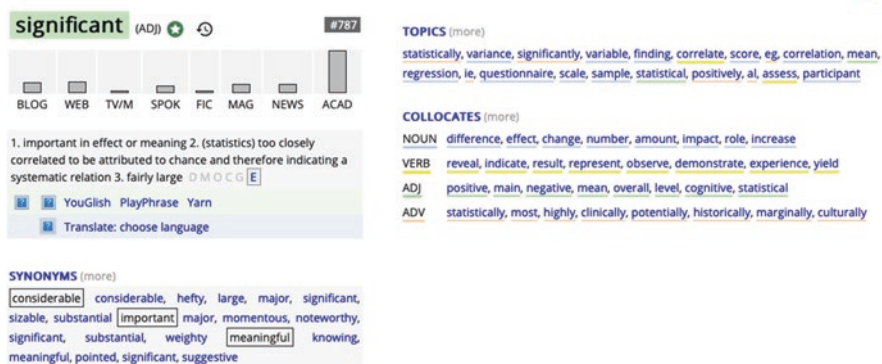 significant (ADJ) #787
BLOG WEB TV/M SPOK FIC MAG NEWS ACAD
1. important in effect or meaning 2. (statistics) too closely
correlated to be attributed to chance and therefore indicating a
systematic relation 3. fairly large D M O C G E
? ? YouGlish PlayPhrase Yarn
? Translate: choose language
SYNONYMS (more)
considerable considerable, hefty, large, major, significant,
sizable, substantial important major, momentous, noteworthy,
significant, substantial, weighty meaningful knowing,
meaningful, pointed, significant, suggestive
TOPICS (more)
statistically, variance, significantly, variable, finding, correlate, score, eg, correlation, mean,
regression, ie, questionnaire, scale, sample, statistical, positively, al, assess, participant
COLLOCATES (more)
NOUN difference, effect, change, number, amount, impact, role, increase
VERB reveal, indicate, result, represent, observe, demonstrate, experience, yield
ADJ positive, main, negative, mean, overall, level, cognitive, statistical
ADV statistically, most, highly, clinically, potentially, historically, marginally, culturally